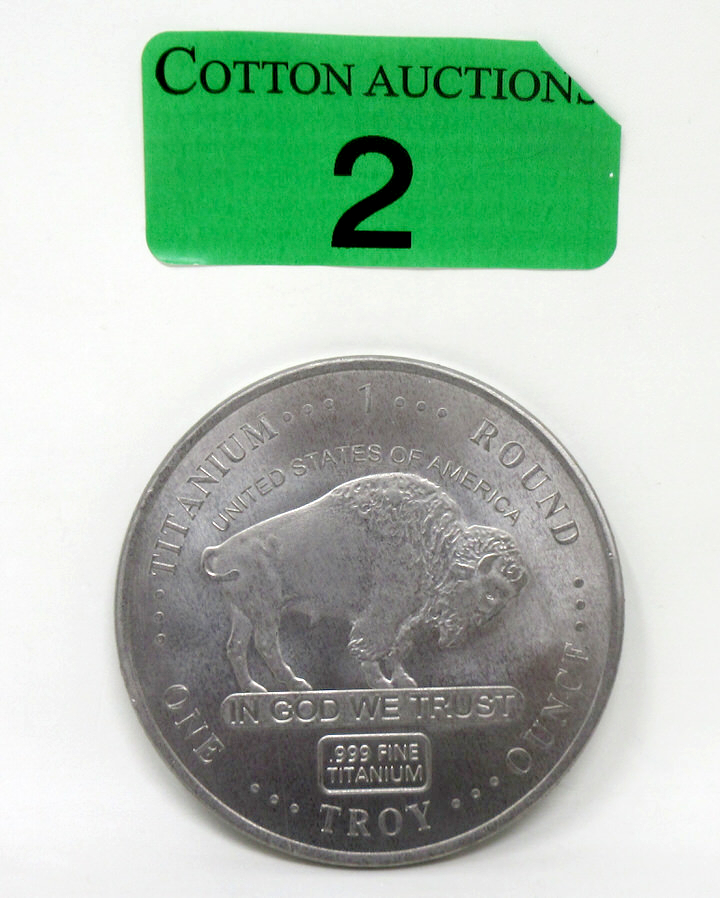 COTTON AUCTIONS
2
TITANIUM 1 ROUND
UNITED STATES OF AMERICA
IN GOD WE TRUST
.999 FINE
TITANIUM
ONE TROY OUNCE